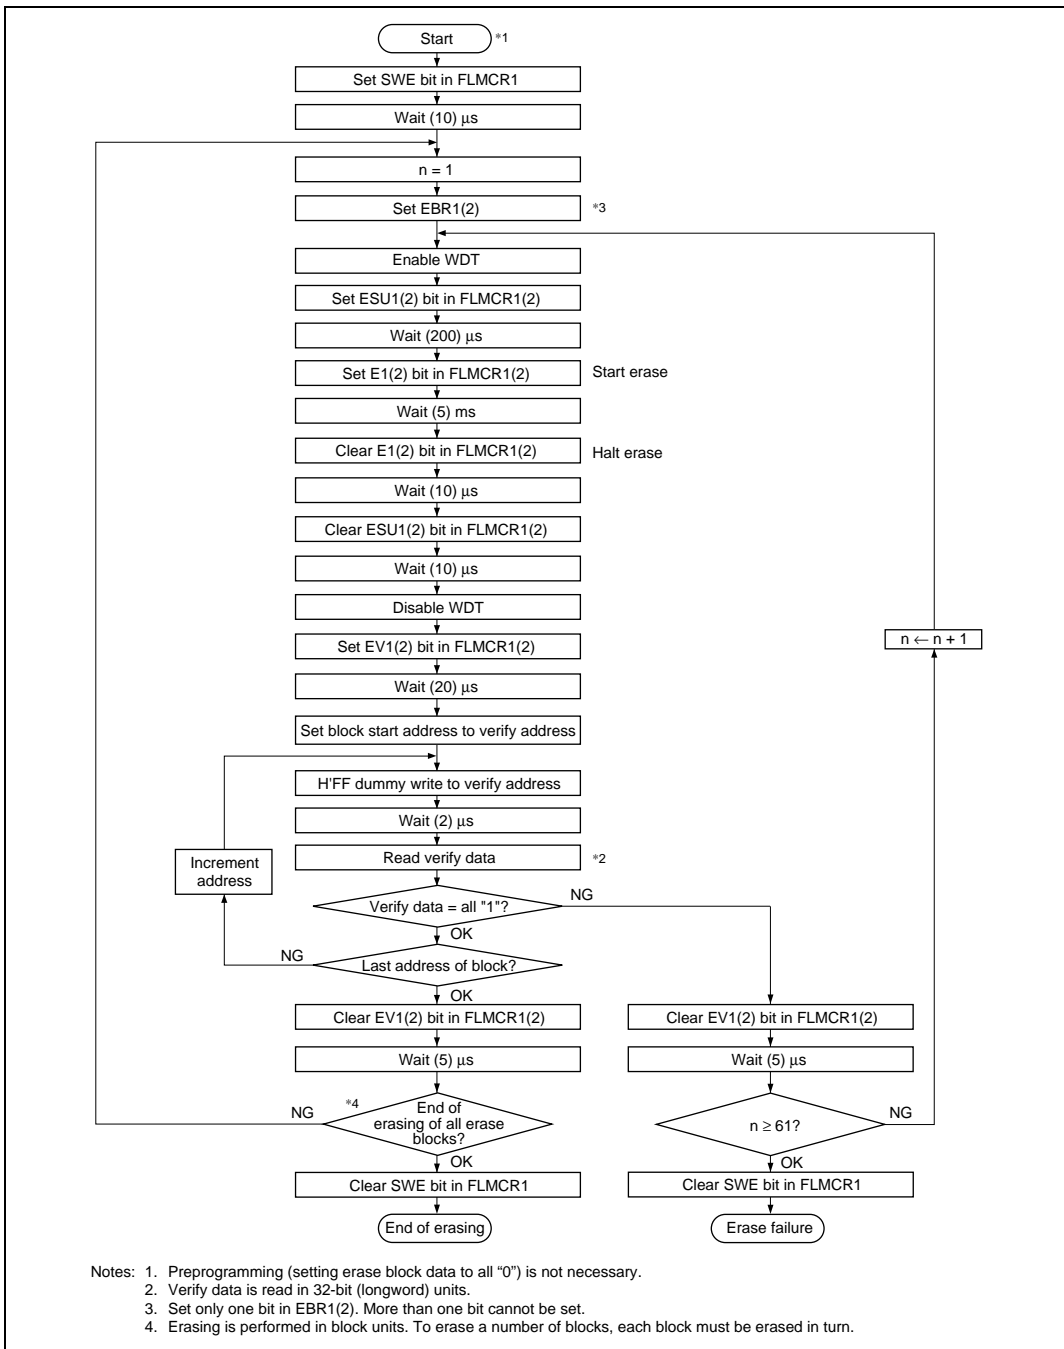 Start *1
Set SWE bit in FLMCR1
Wait (10) μs
n = 1
Set EBR1(2) *3
Enable WDT
Set ESU1(2) bit in FLMCR1(2)
Wait (200) μs
Set E1(2) bit in FLMCR1(2) Start erase
Wait (5) ms
Clear E1(2) bit in FLMCR1(2) Halt erase
Wait (10) μs
Clear ESU1(2) bit in FLMCR1(2)
Wait (10) μs
Disable WDT
Set EV1(2) bit in FLMCR1(2)
n ← n + 1
Wait (20) μs
Set block start address to verify address
H'FF dummy write to verify address
Wait (2) μs
Read verify data *2
Increment
address
Verify data = all "1"? NG
OK
NG Last address of block?
OK
Clear EV1(2) bit in FLMCR1(2) Clear EV1(2) bit in FLMCR1(2)
Wait (5) μs Wait (5) μs
NG *4 End of
erasing of all erase
blocks?
n ≥ 61? NG
OK OK
Clear SWE bit in FLMCR1 Clear SWE bit in FLMCR1
End of erasing Erase failure
Notes: 1. Preprogramming (setting erase block data to all “0”) is not necessary.
2. Verify data is read in 32-bit (longword) units.
3. Set only one bit in EBR1(2). More than one bit cannot be set.
4. Erasing is performed in block units. To erase a number of blocks, each block must be erased in turn.